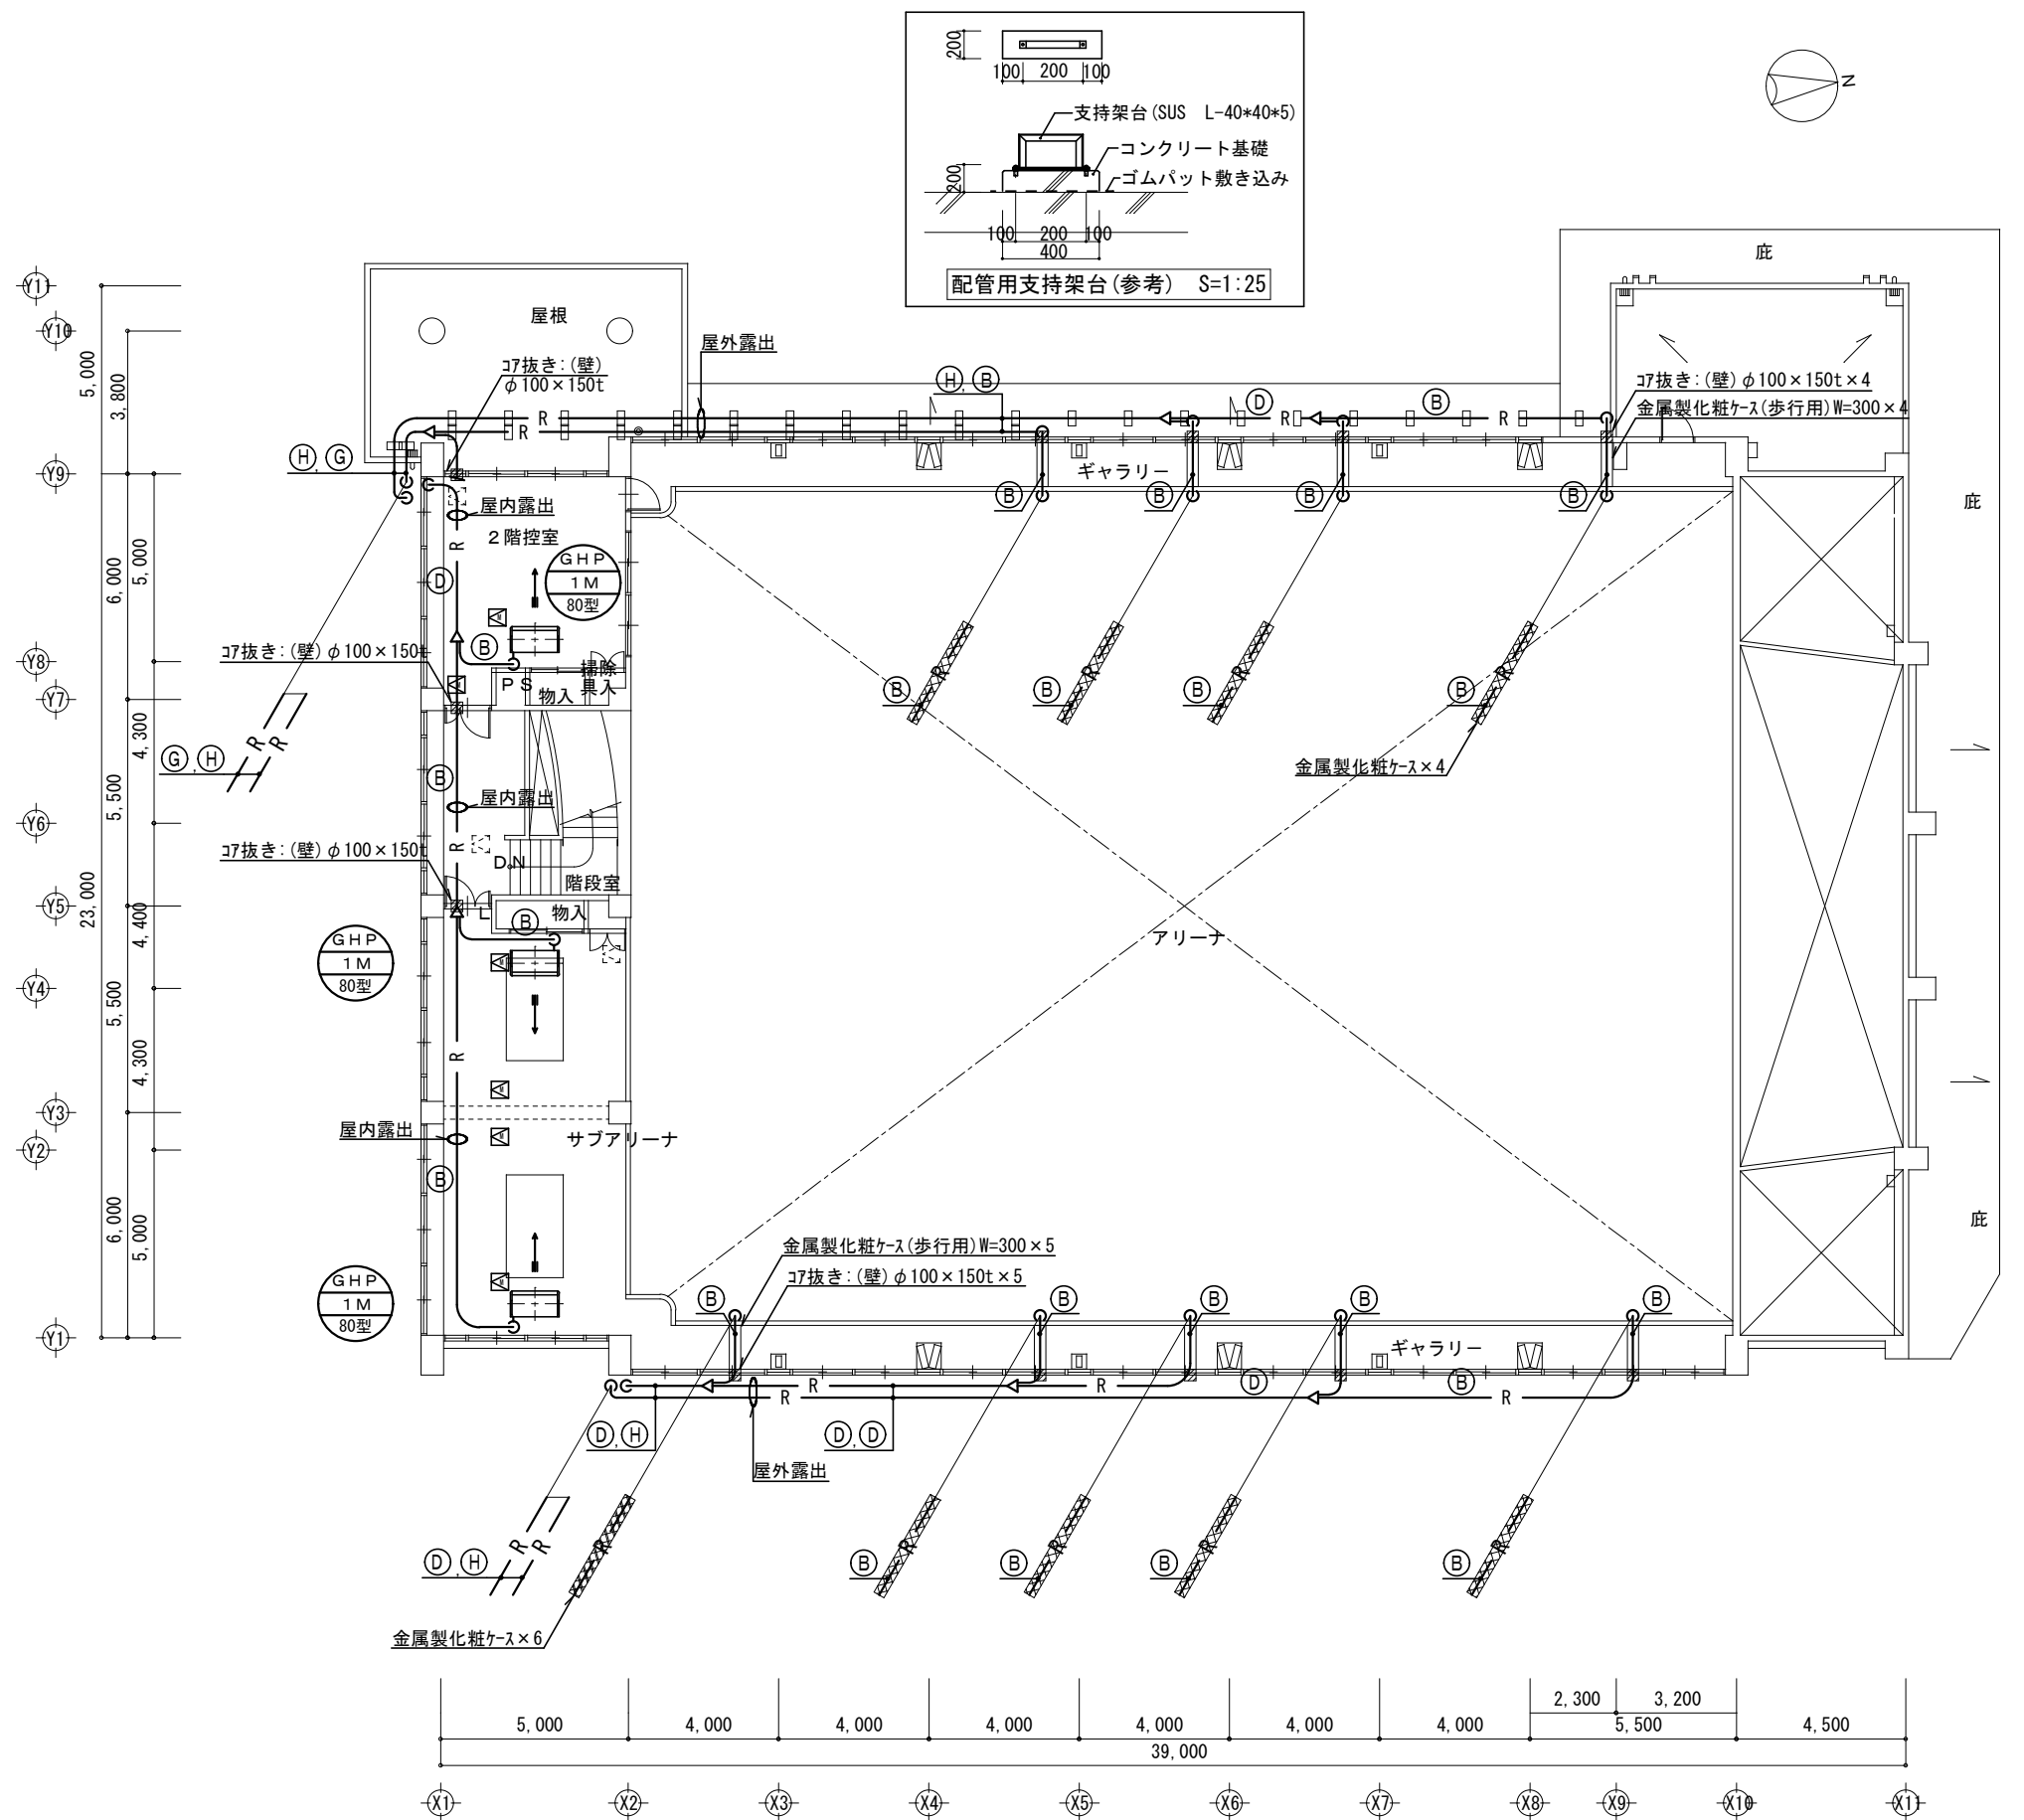 200
100 200 100
支持架台(SUS L-40*40*5)
コンクリート基礎
ゴムパット敷き込み
200
100 200 100
400
配管用支持架台(参考) S=1:25
N
庇
屋根
屋外露出
コア抜き:(壁)
φ100×150t
H, B
D
B
コア抜き:(壁)φ100×150t×4
金属製化粧ケース(歩行用)W=300×4
R
R
R
R
H, G
ギャラリー
B
B
B
B
庇
屋内露出
2階控室
R
D
GHP
1M
80型
B
コア抜き:(壁)φ100×150t
PS
物入
掃除
具入
R
R
R
R
B
B
B
B
金属製化粧ケース×4
R
R
G, H
B
屋内露出
コア抜き:(壁)φ100×150t
R
DN
階段室
物入
B
GHP
1M
80型
アリーナ
R
屋内露出
サブアリーナ
B
庇
GHP
1M
80型
金属製化粧ケース(歩行用)W=300×5
コア抜き:(壁)φ100×150t×5
B
B
B
B
B
ギャラリー
R
R
D
B
R
R
D, H
D, D
屋外露出
R
R
R
R
R
R
R
D, H
B
B
B
B
金属製化粧ケース×6
Y11
Y10
Y9
Y8
Y7
Y6
Y5
Y4
Y3
Y2
Y1
5,000
3,800
6,000
5,000
4,300
5,500
23,000
4,400
5,500
4,300
6,000
5,000
2,300 3,200
5,000 4,000 4,000 4,000 4,000 4,000 4,000 5,500 4,500
39,000
X1 X2 X3 X4 X5 X6 X7 X8 X9 X10 X11